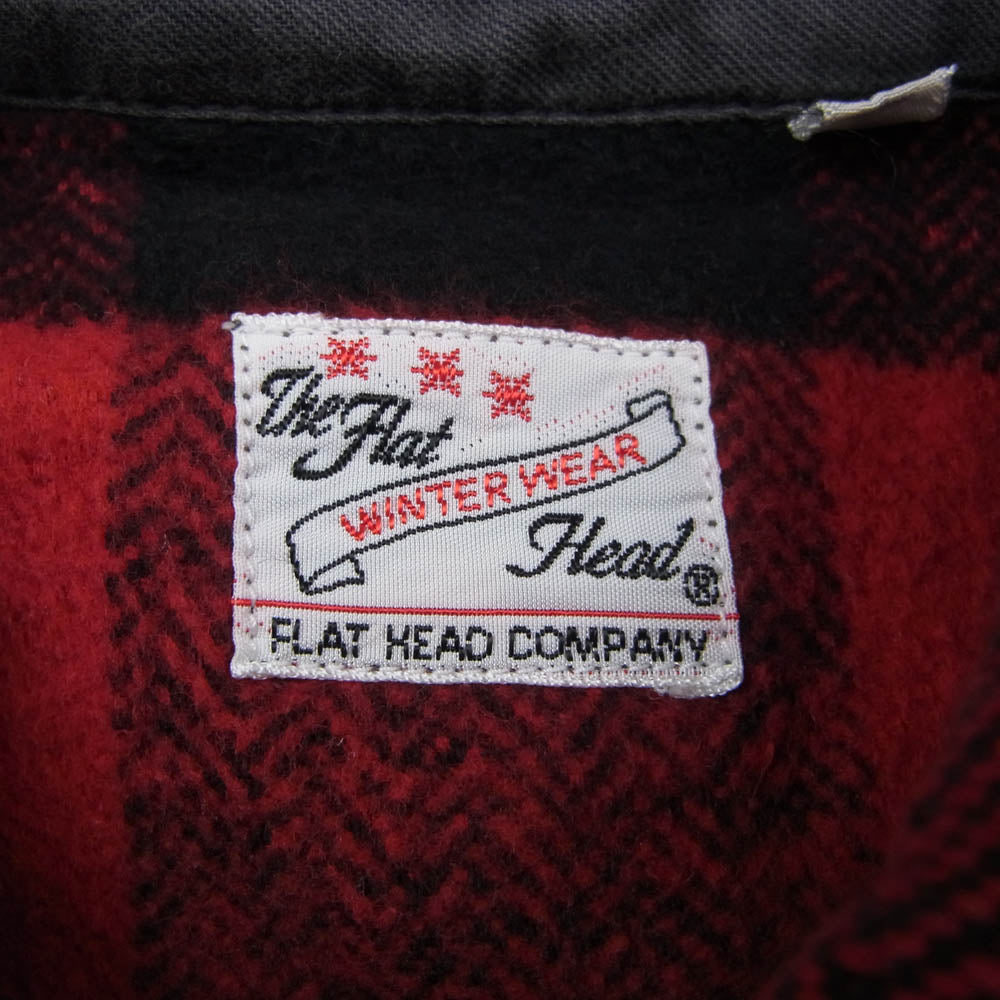 The Flat
WINTER WEAR
Head ®
FLAT HEAD COMPANY